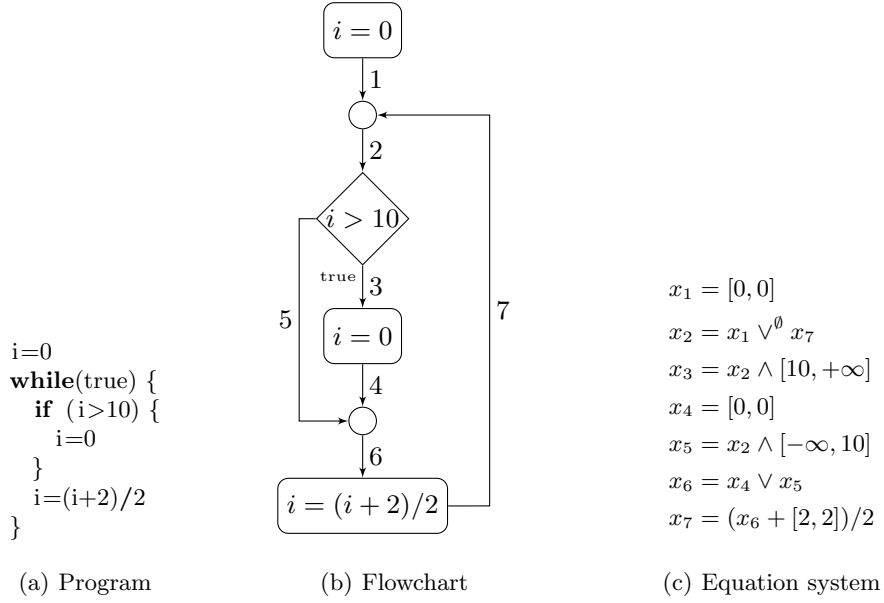 i=0
while(true) {
if (i>10) {
i=0
}
i=(i+2)/2
}
(a) Program
i = 0
1
2
i > 10
true
3
5
7
i = 0
4
6
i = (i + 2)/2
(b) Flowchart
x₁ = [0, 0]
x₂ = x₁ ∨^∅ x₇
x₃ = x₂ ∧ [10, +∞]
x₄ = [0, 0]
x₅ = x₂ ∧ [−∞, 10]
x₆ = x₄ ∨ x₅
x₇ = (x₆ + [2, 2])/2
(c) Equation system